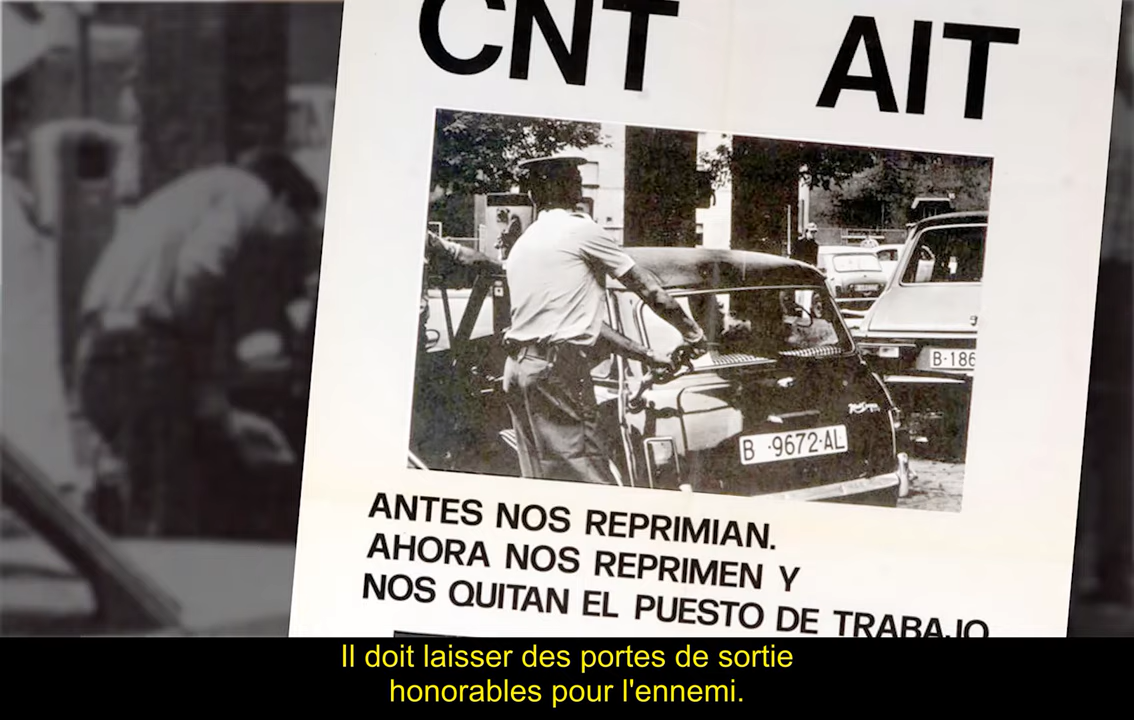 CNT AIT
B·9672·AL
B·186
ANTES NOS REPRIMIAN.
AHORA NOS REPRIMEN Y
NOS QUITAN EL PUESTO DE TRABAJO
Il doit laisser des portes de sortie
honorables pour l'ennemi.